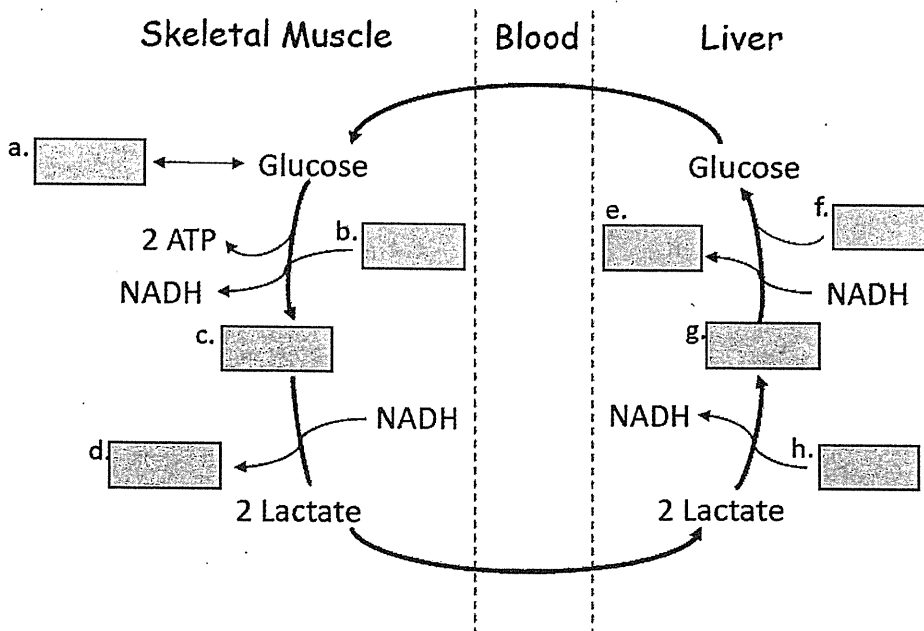 Skeletal Muscle
Blood
Liver
a.
Glucose
2 ATP
b.
NADH
c.
NADH
d.
2 Lactate
Glucose
e.
f.
NADH
g.
NADH
h.
2 Lactate